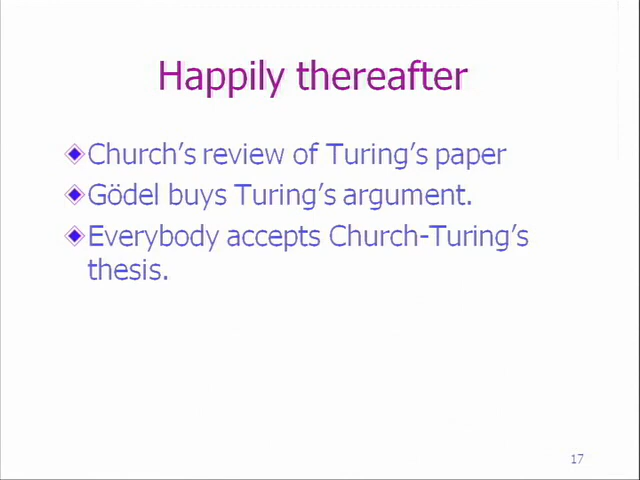 Happily thereafter
Church's review of Turing's paper
Gödel buys Turing's argument.
Everybody accepts Church-Turing's
thesis.
17